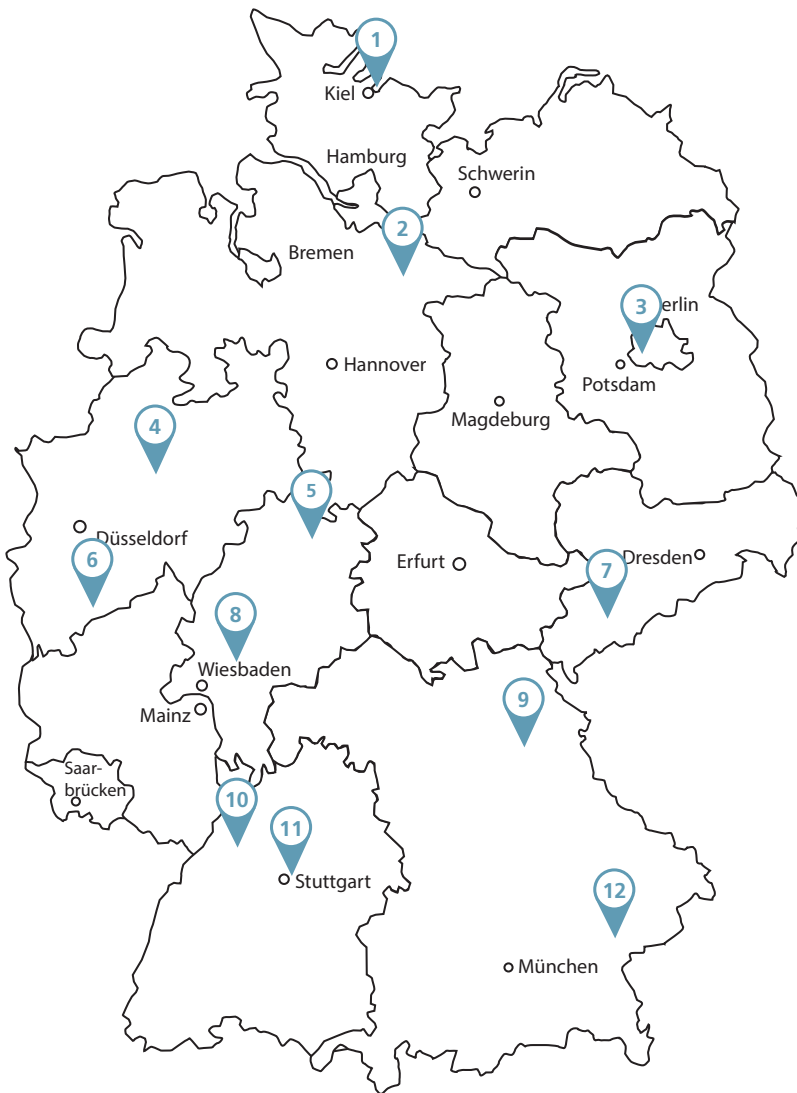 1
Kiel
Hamburg
Schwerin
2
Bremen
3
erlin
Hannover
Potsdam
Magdeburg
4
5
Düsseldorf
6
Erfurt
Dresden
7
8
Wiesbaden
Mainz
9
Saar-
brücken
10
11
Stuttgart
12
München